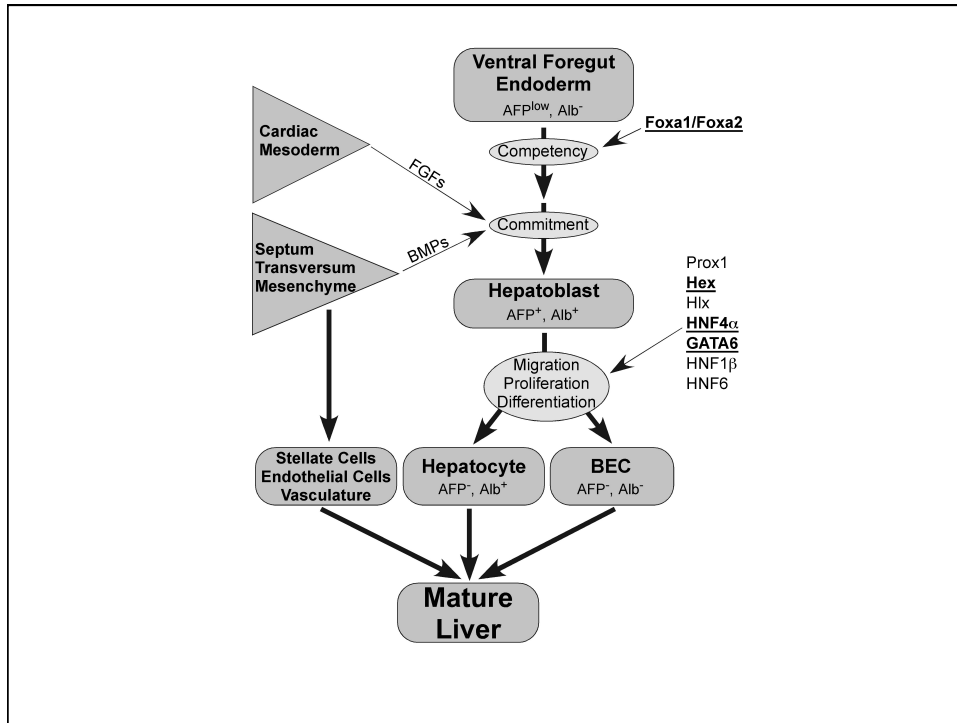 Ventral Foregut
Endoderm
AFPlow, Alb-
Foxa1/Foxa2
Cardiac
Mesoderm
Competency
FGFs
Commitment
Septum
Transversum
Mesenchyme
BMPs
Hepatoblast
AFP+, Alb+
Prox1
Hex
Hlx
HNF4α
GATA6
HNF1β
HNF6
Migration
Proliferation
Differentiation
Stellate Cells
Endothelial Cells
Vasculature
Hepatocyte
AFP-, Alb+
BEC
AFP-, Alb-
Mature
Liver